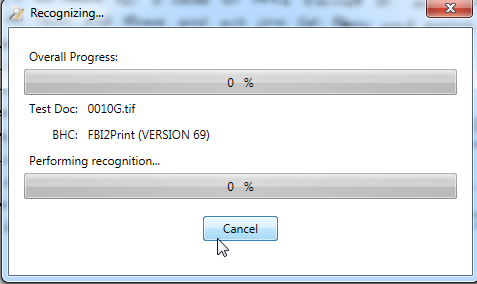 Recognizing...
Overall Progress:
0 %
Test Doc: 0010G.tif
BHC: FBI2Print (VERSION 69)
Performing recognition...
0 %
Cancel